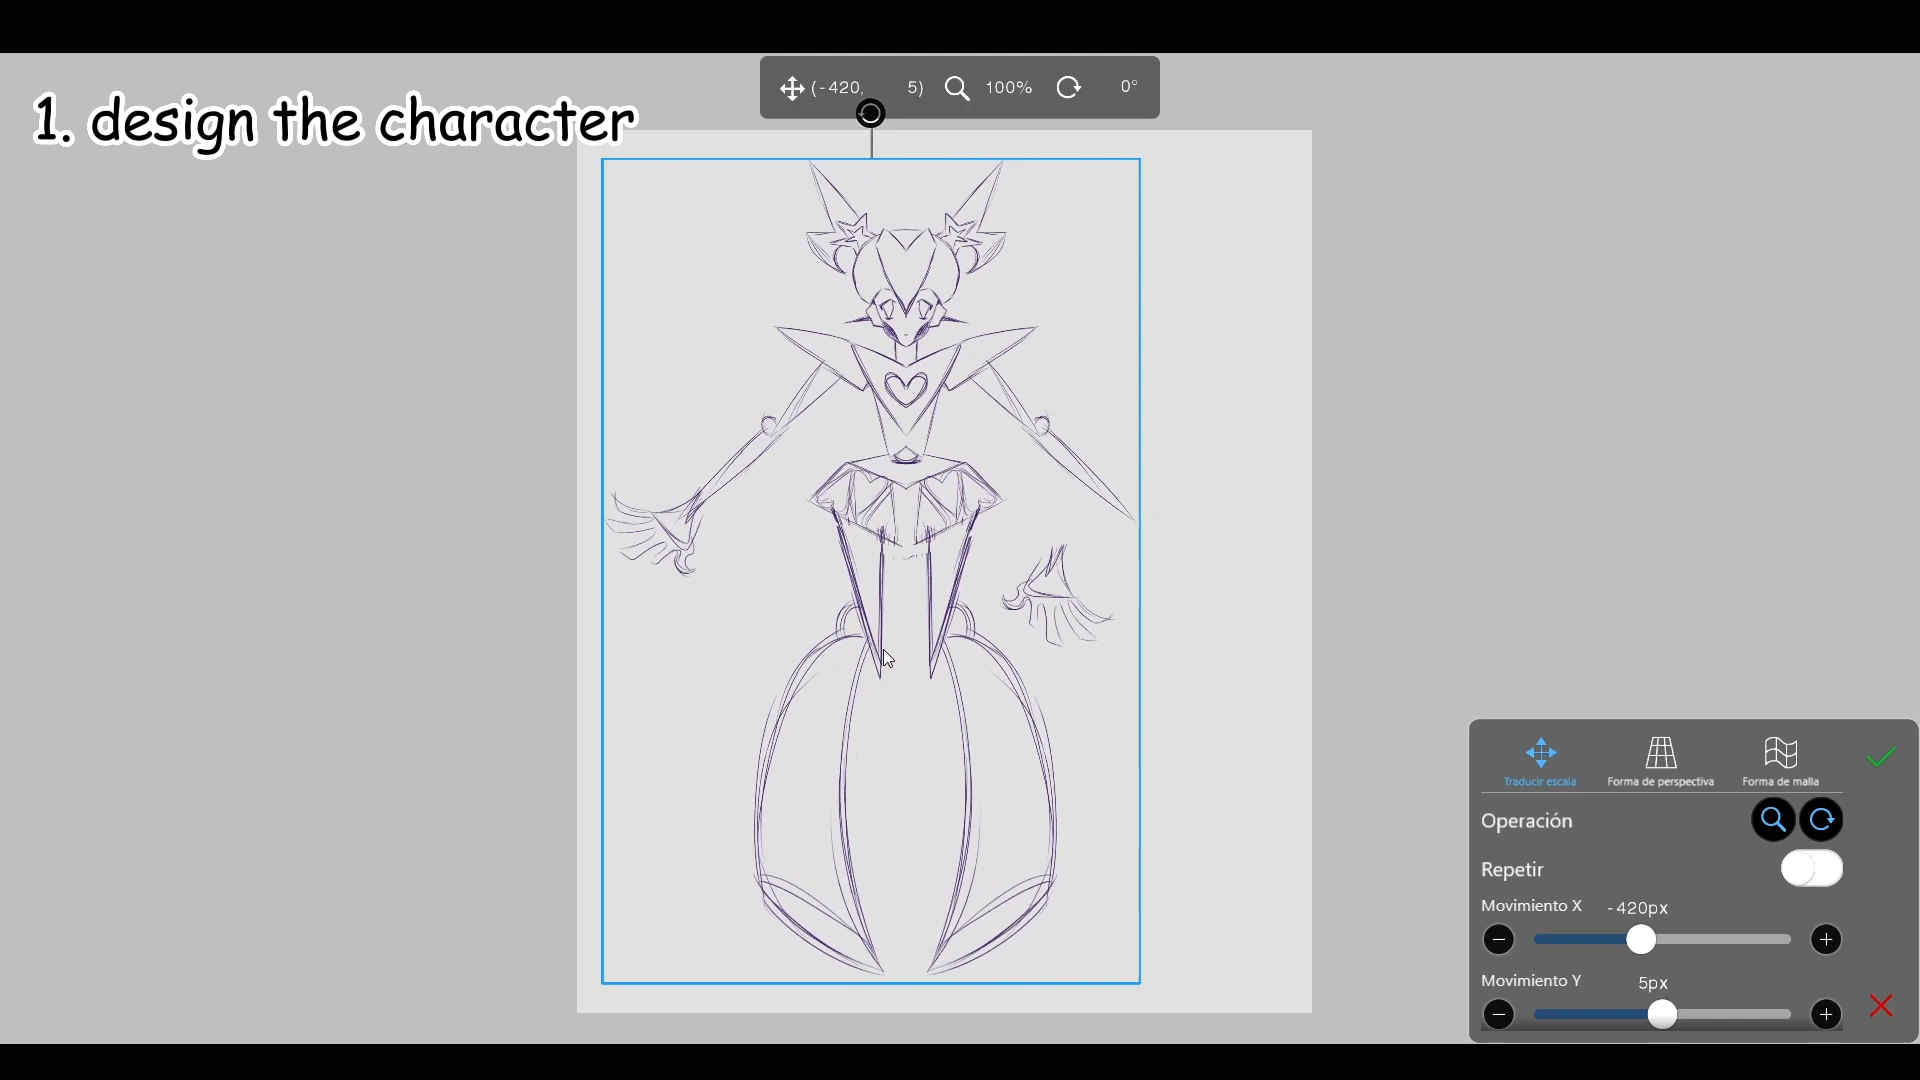 (-420, 5) 100% 0°
1. design the character
Traducir escala Forma de perspectiva Forma de malla
Operación
Repetir
Movimiento X -420px
Movimiento Y 5px